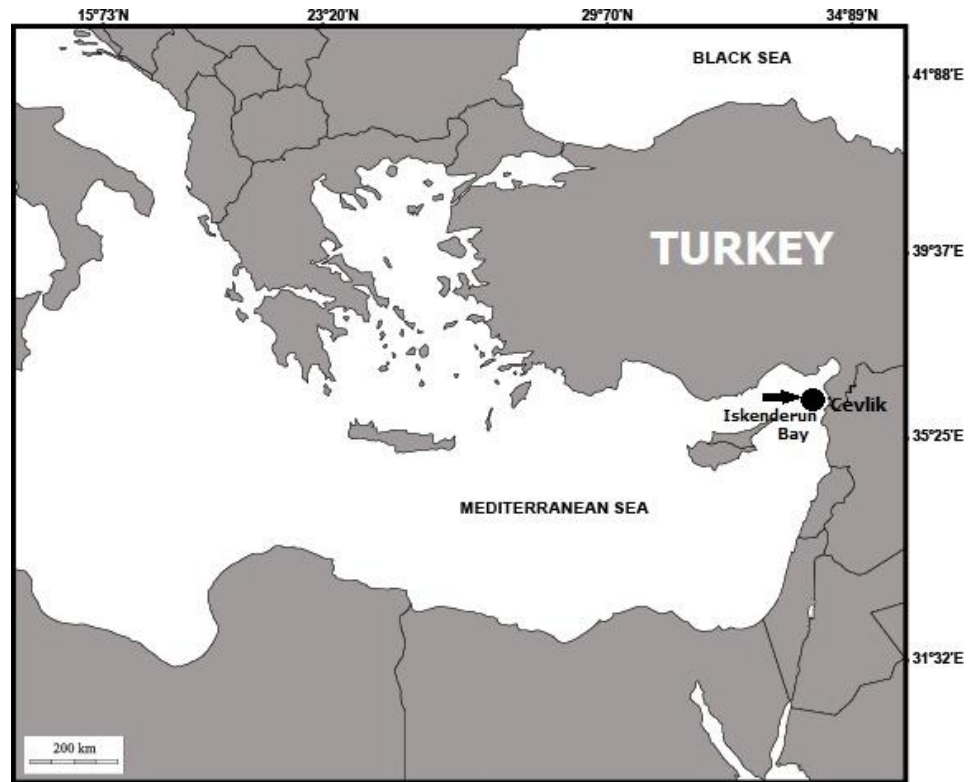 15°73'N 23°20'N 29°70'N 34°89'N
BLACK SEA
41°88'E
TURKEY
39°37'E
Cevlik
Iskenderun
Bay
35°25'E
MEDITERRANEAN SEA
31°32'E
200 km